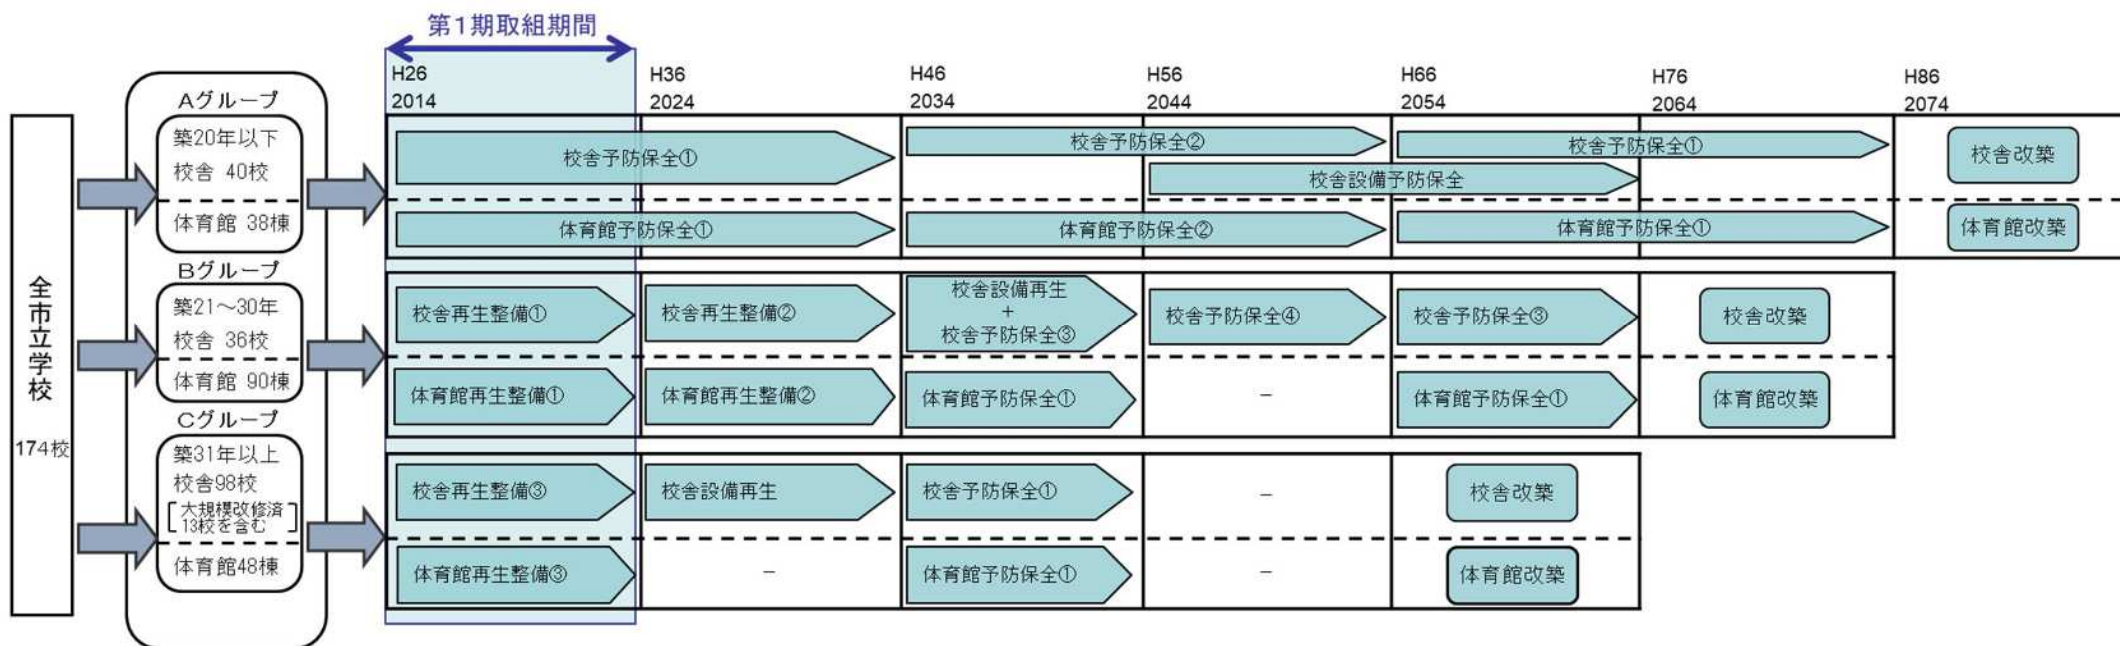 第1期取組期間
H26
2014
H36
2024
H46
2034
H56
2044
H66
2054
H76
2064
H86
2074
全市立学校
174校
Aグループ
築20年以下
校舎 40校
体育館 38棟
校舎予防保全①
校舎予防保全②
校舎予防保全①
校舎設備予防保全
校舎改築
体育館予防保全①
体育館予防保全②
体育館予防保全①
体育館改築
Bグループ
築21～30年
校舎 36校
体育館 90棟
校舎再生整備①
校舎再生整備②
校舎設備再生
+
校舎予防保全③
校舎予防保全④
校舎予防保全③
校舎改築
体育館再生整備①
体育館再生整備②
体育館予防保全①
－
体育館予防保全①
体育館改築
Cグループ
築31年以上
校舎98校
[大規模改修済
13校を含む]
体育館48棟
校舎再生整備③
校舎設備再生
校舎予防保全①
－
校舎改築
体育館再生整備③
－
体育館予防保全①
－
体育館改築